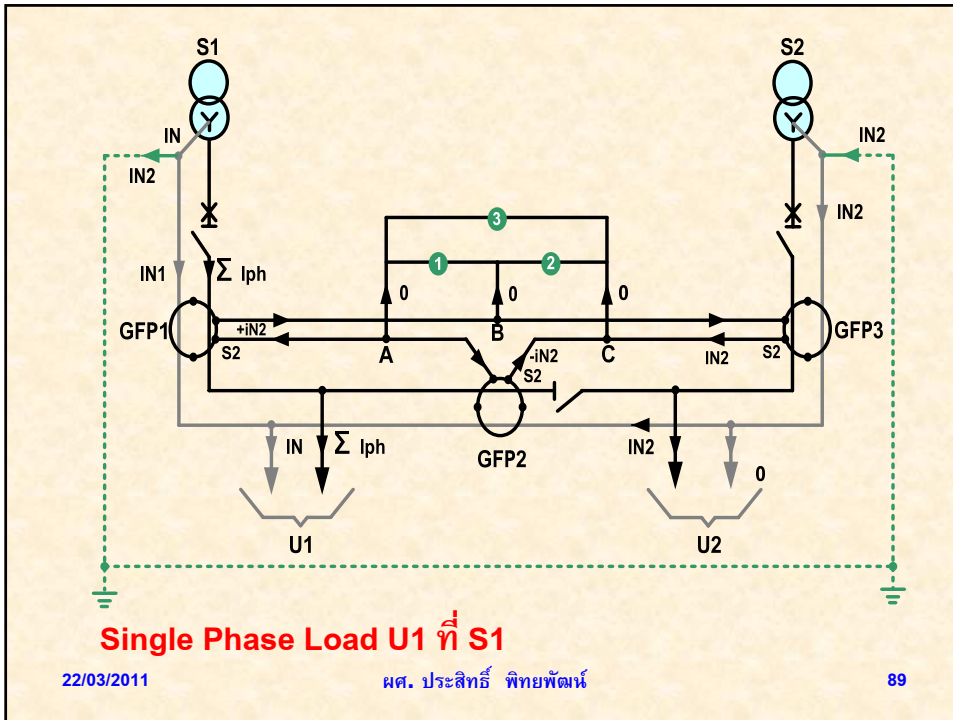 S1
S2
Y
Y
IN
IN2
IN2
IN2
3
1
2
IN1
Σ Iph
0
0
0
GFP1
+iN2
S2
B
A
C
-iN2
S2
IN2
S2
GFP3
GFP2
IN
Σ Iph
IN2
0
U1
U2
Single Phase Load U1 ที่ S1
22/03/2011
ผศ. ประสิทธิ์ พิทยพัฒน์
89